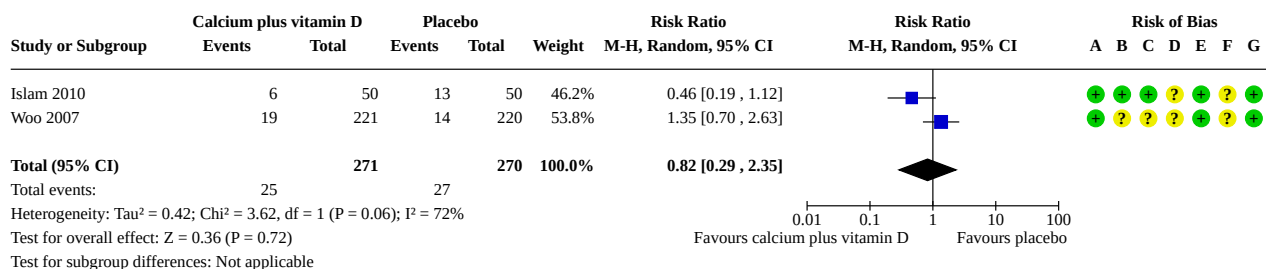 Calcium plus vitamin D Placebo Risk Ratio Risk Ratio Risk of Bias
Study or Subgroup Events Total Events Total Weight M-H, Random, 95% CI M-H, Random, 95% CI A B C D E F G
Islam 2010 6 50 13 50 46.2% 0.46 [0.19 , 1.12] + + + ? + ? +
Woo 2007 19 221 14 220 53.8% 1.35 [0.70 , 2.63] + ? ? ? + ? +
Total (95% CI) 271 270 100.0% 0.82 [0.29 , 2.35]
Total events: 25 27
Heterogeneity: Tau² = 0.42; Chi² = 3.62, df = 1 (P = 0.06); I² = 72%
0.01 0.1 1 10 100
Test for overall effect: Z = 0.36 (P = 0.72) Favours calcium plus vitamin D Favours placebo
Test for subgroup differences: Not applicable